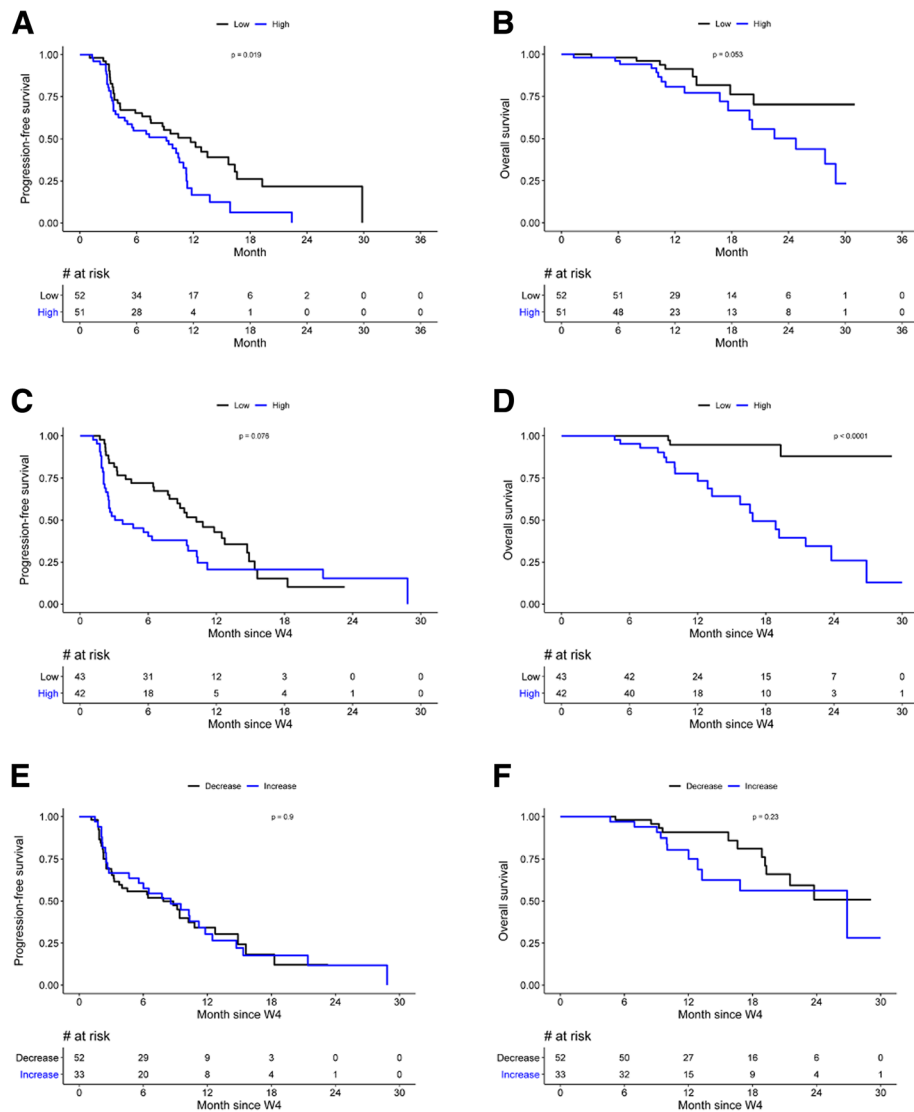 A
Low High
p = 0.019
1.00
0.75
0.50
0.25
0.00
Progression-free survival
0 6 12 18 24 30 36
Month
# at risk
Low 52 34 17 6 2 0 0
High 51 28 4 1 0 0 0
0 6 12 18 24 30 36
Month
B
Low High
p = 0.053
1.00
0.75
0.50
0.25
0.00
Overall survival
0 6 12 18 24 30 36
Month
# at risk
Low 52 51 29 14 6 1 0
High 51 48 23 13 8 1 0
0 6 12 18 24 30 36
Month
C
Low High
p = 0.076
1.00
0.75
0.50
0.25
0.00
Progression-free survival
0 6 12 18 24 30
Month since W4
# at risk
Low 43 31 12 3 0 0
High 42 18 5 4 1 0
0 6 12 18 24 30
Month since W4
D
Low High
p < 0.0001
1.00
0.75
0.50
0.25
0.00
Overall survival
0 6 12 18 24 30
Month since W4
# at risk
Low 43 42 24 15 7 0
High 42 40 18 10 3 1
0 6 12 18 24 30
Month since W4
E
Decrease Increase
p = 0.9
1.00
0.75
0.50
0.25
0.00
Progression-free survival
0 6 12 18 24 30
Month since W4
# at risk
Decrease 52 29 9 3 0 0
Increase 33 20 8 4 1 0
0 6 12 18 24 30
Month since W4
F
Decrease Increase
p = 0.23
1.00
0.75
0.50
0.25
0.00
Overall survival
0 6 12 18 24 30
Month since W4
# at risk
Decrease 52 50 27 16 6 0
Increase 33 32 15 9 4 1
0 6 12 18 24 30
Month since W4